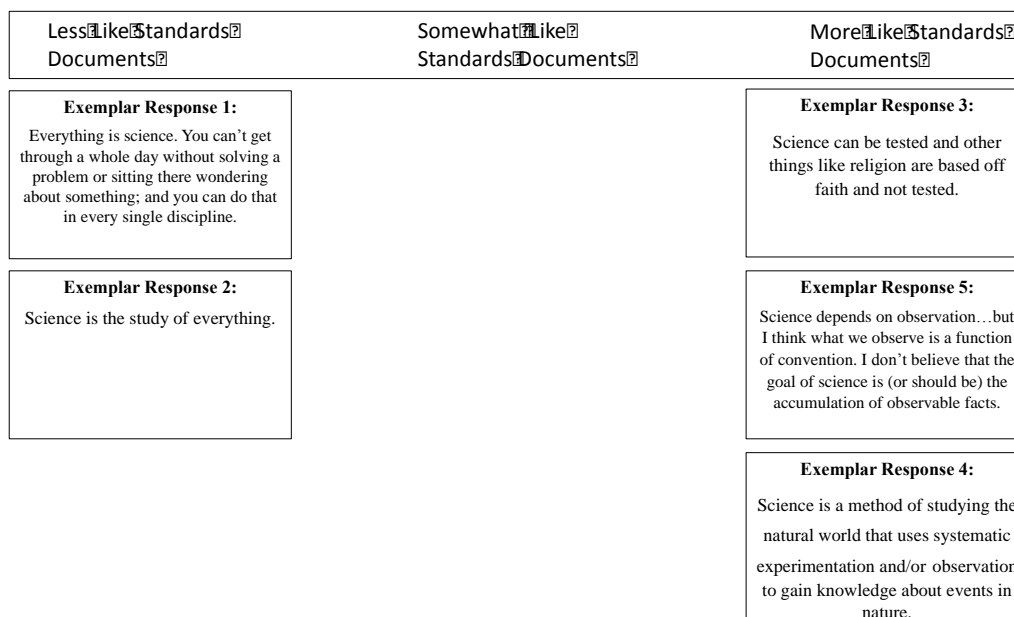 Less Like Standards
Documents
Somewhat Like
Standards Documents
More Like Standards
Documents
Exemplar Response 1:
Everything is science. You can’t get
through a whole day without solving a
problem or sitting there wondering
about something; and you can do that
in every single discipline.
Exemplar Response 2:
Science is the study of everything.
Exemplar Response 3:
Science can be tested and other
things like religion are based off
faith and not tested.
Exemplar Response 5:
Science depends on observation…but
I think what we observe is a function
of convention. I don’t believe that the
goal of science is (or should be) the
accumulation of observable facts.
Exemplar Response 4:
Science is a method of studying the
natural world that uses systematic
experimentation and/or observation
to gain knowledge about events in
nature.